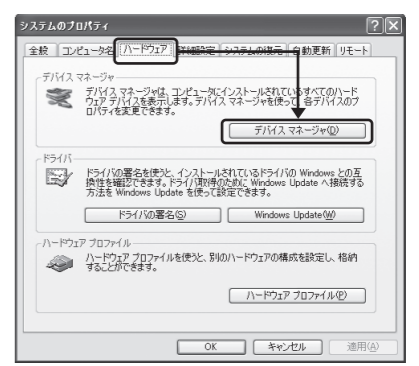 システムのプロパティ
全般 コンピュータ名 ハードウェア 詳細設定 システムの復元 自動更新 リモート
デバイス マネージャ
デバイス マネージャは、コンピュータにインストールされているすべてのハード
ウェア デバイスを表示します。デバイス マネージャを使って、各デバイスのプ
ロパティを変更できます。
デバイス マネージャ(D)
ドライバ
ドライバの署名を使うと、インストールされているドライバの Windows との互
換性を確認できます。ドライバ取得のために Windows Update へ接続する
方法を Windows Update を使って設定できます。
ドライバの署名(S) Windows Update(W)
ハードウェア プロファイル
ハードウェア プロファイルを使うと、別のハードウェアの構成を設定し、格納
することができます。
ハードウェア プロファイル(P)
OK キャンセル 適用(A)